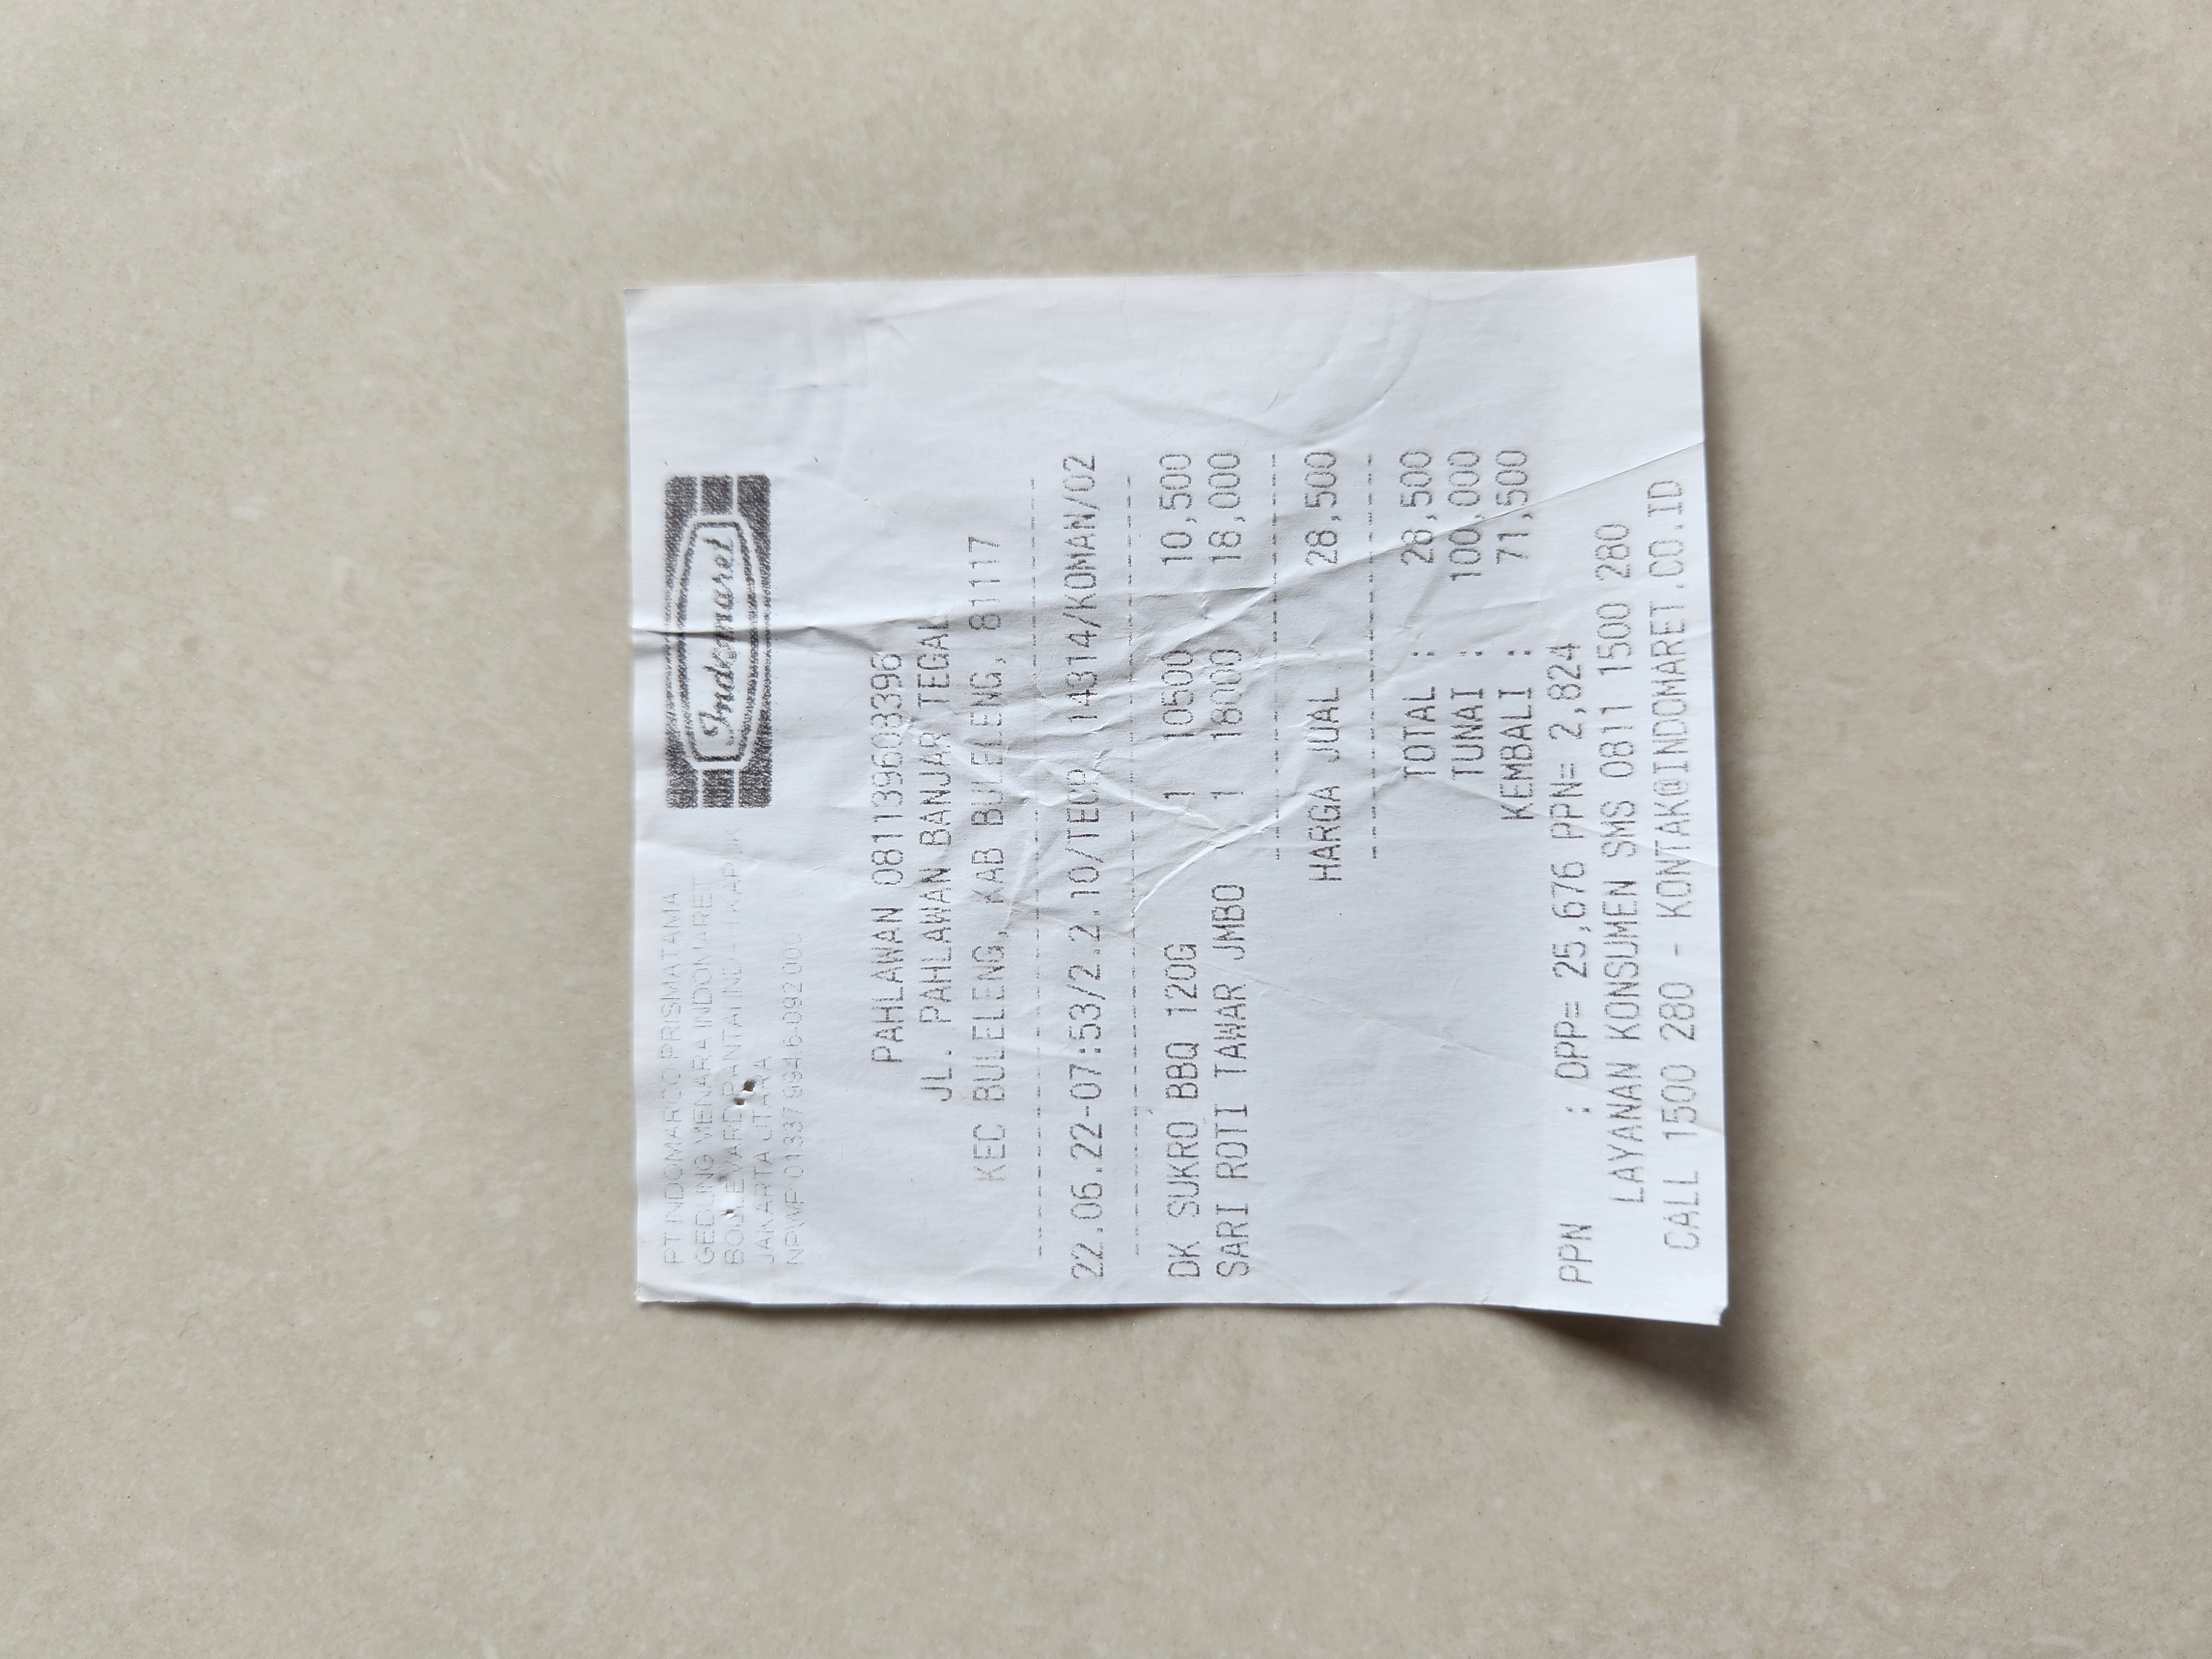 PT INDOMARCO PRISMATAMA
GEDUNG MENARA INDOMARET
BOULEVARD PANTAI INDAH KAPUK
JAKARTA UTARA
NPWP 01.337.994.6-092.000
Indomaret
PAHLAWAN 081139608396
JL. PAHLAWAN BANJAR TEGAL
KEC BULELENG, KAB BULELENG, 81117
22.06.22-07:53/2.2.10/TECP 14314/KOMAN/02
DK SUKRO BBQ 120G 1 10500 10,500
SARI ROTI TAWAR JMBO 1 18000 18,000
HARGA JUAL : 28,500
TOTAL : 28,500
TUNAI : 100,000
KEMBALI : 71,500
PPN : DPP= 25,676 PPN= 2,824
LAYANAN KONSUMEN SMS 0811 1500 280
CALL 1500 280 - KONTAK@INDOMARET.CO.ID